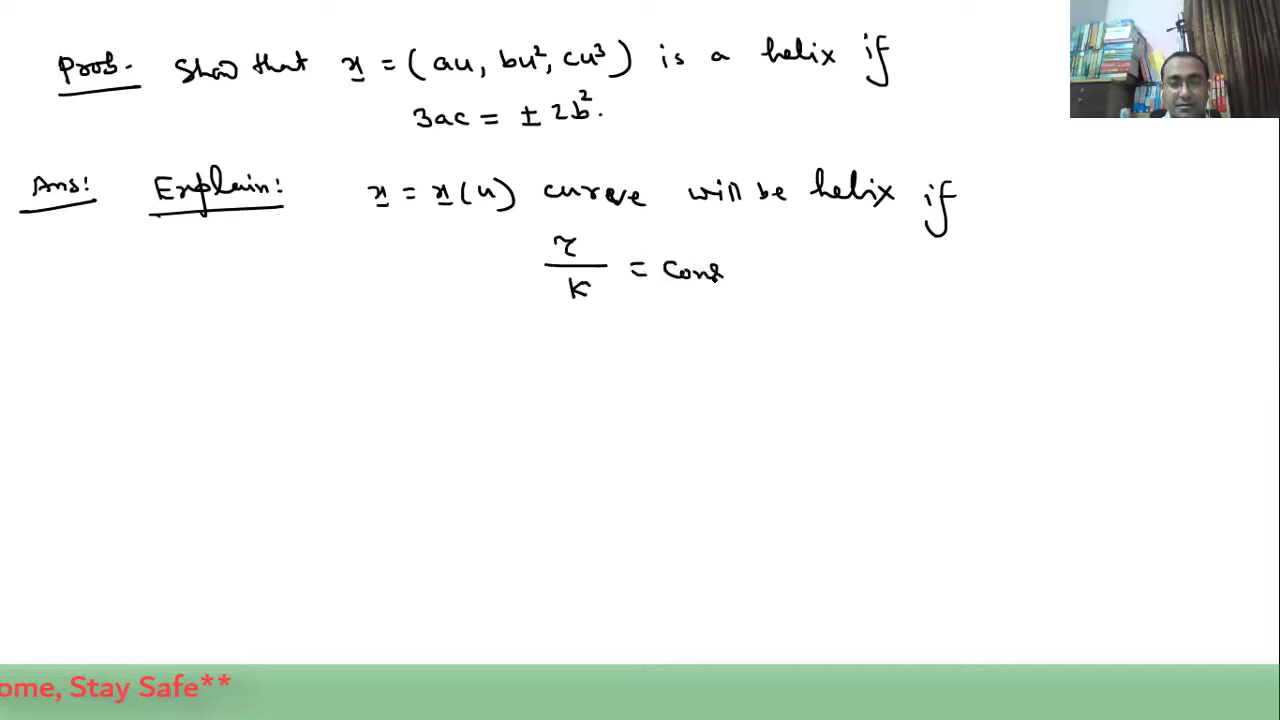 Prob. Show that x = (au, bu², cu³) is a helix if
3ac = ± 2b².
Ans: Explain: x = x(u) curve will be helix if
τ/κ = cons
ome, Stay Safe**